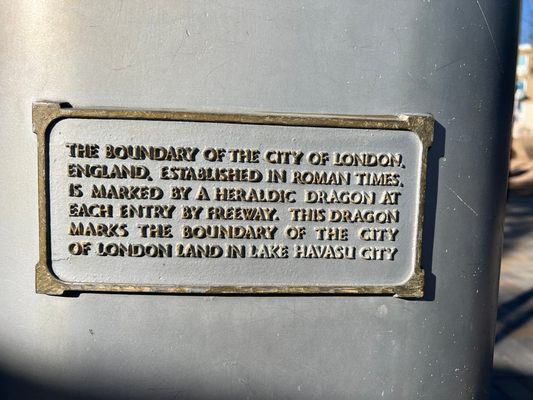 THE BOUNDARY OF THE CITY OF LONDON,
ENGLAND, ESTABLISHED IN ROMAN TIMES,
IS MARKED BY A HERALDIC DRAGON AT
EACH ENTRY BY FREEWAY. THIS DRAGON
MARKS THE BOUNDARY OF THE CITY
OF LONDON LAND IN LAKE HAVASU CITY